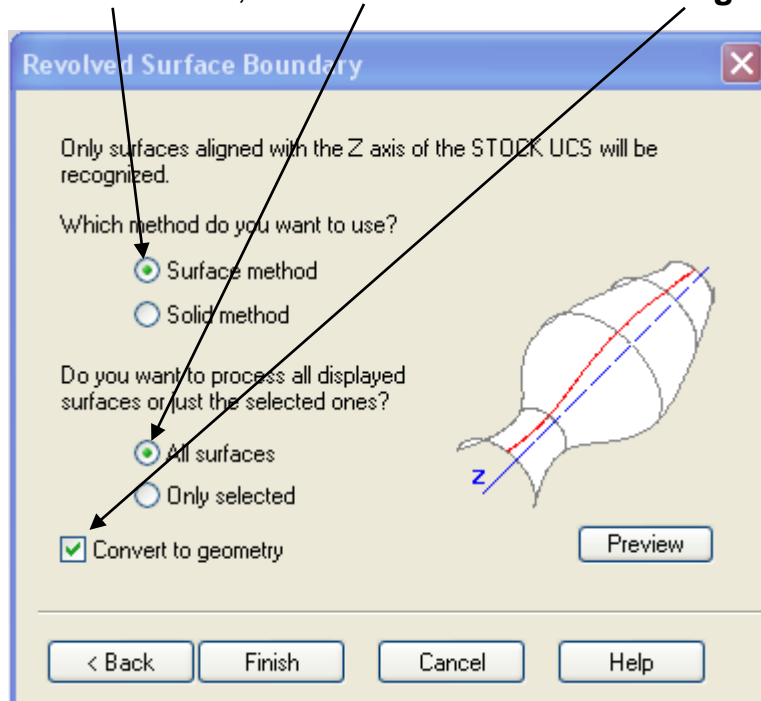 g
Revolved Surface Boundary
Only surfaces aligned with the Z axis of the STOCK UCS will be
recognized.
Which method do you want to use?
Surface method
Solid method
Do you want to process all displayed
surfaces or just the selected ones?
All surfaces
Only selected
Z
Convert to geometry
Preview
< Back Finish Cancel Help